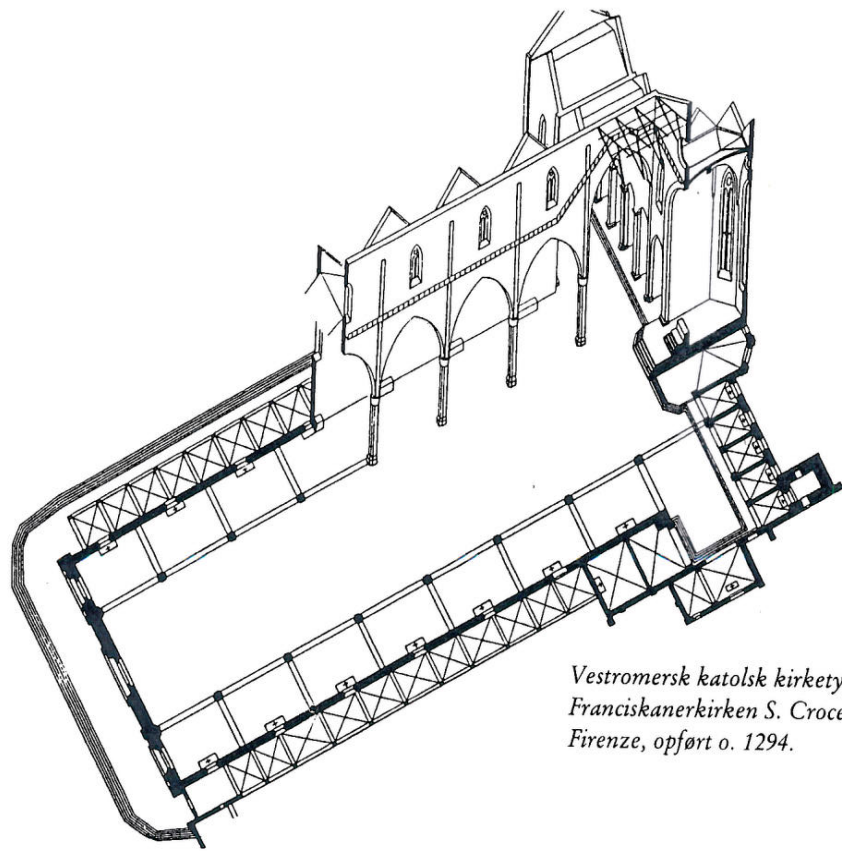 Vestromersk katolsk kirkety
Franciskanerkirken S. Croce
Firenze, opført o. 1294.